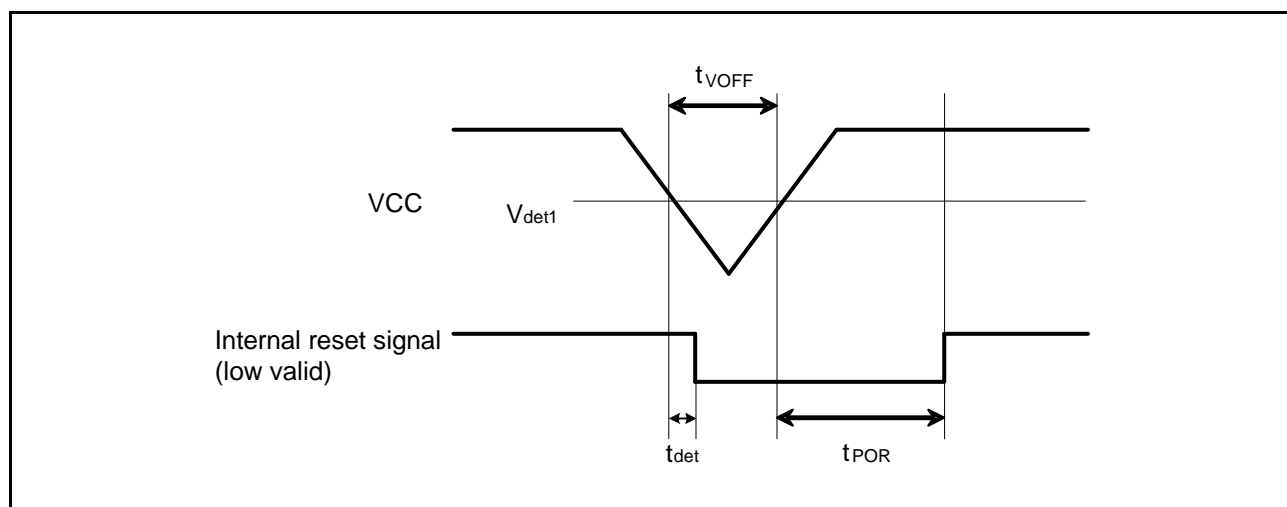 tVOFF
VCC
Vdet1
Internal reset signal
(low valid)
tdet
tPOR